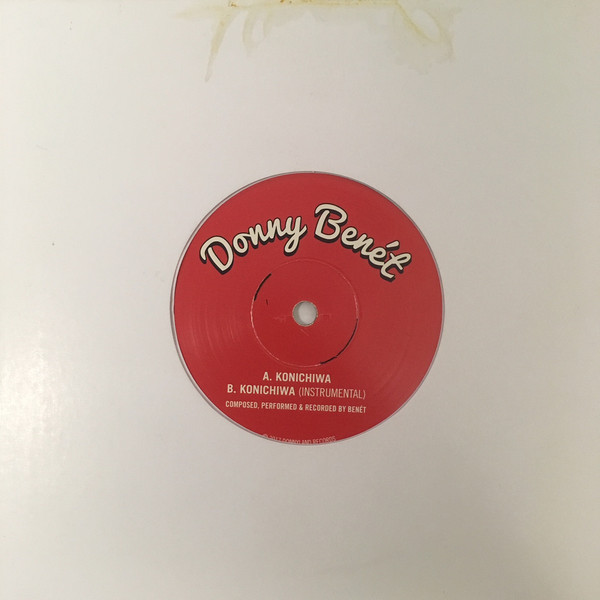 Donny Benét
A. KONICHIWA
B. KONICHIWA (INSTRUMENTAL)
COMPOSED, PERFORMED & RECORDED BY BENÉT